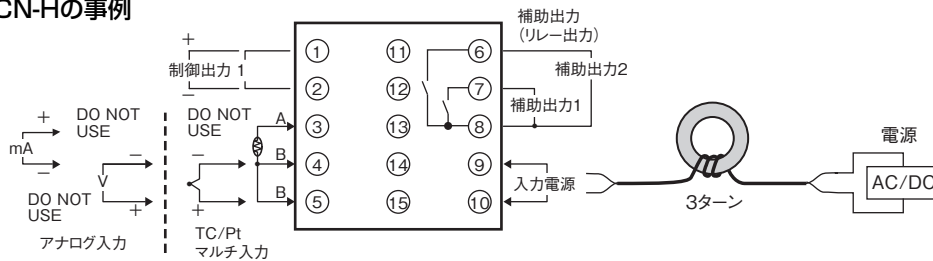 CN-Hの事例
補助出力
(リレー出力)
+
制御出力 1
−
1
2
3
4
5
11
12
13
14
15
6
7
8
9
10
補助出力2
補助出力1
+
mA
−
DO NOT
USE
DO NOT
USE
−
V
+
アナログ入力
DO NOT
USE
−
+
A
B
B
TC/Pt
マルチ入力
入力電源
3ターン
電源
AC/DC